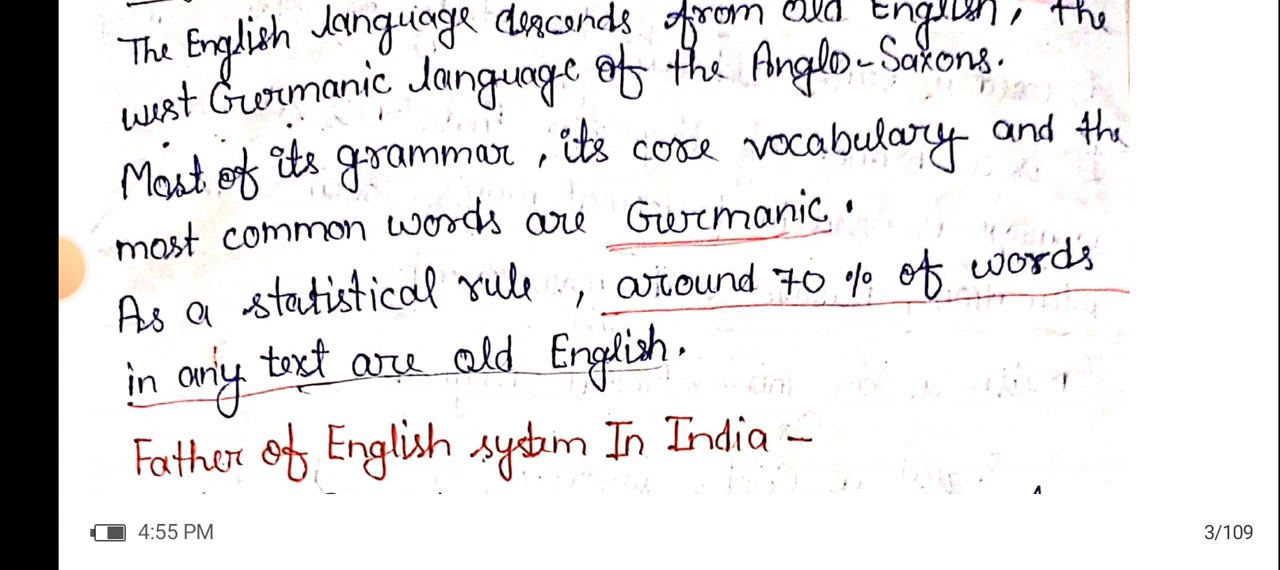 The English language descends from old English, the
west Germanic language of the Anglo-Saxons.
Most of its grammar, its core vocabulary and the
most common words are Germanic.
As a statistical rule, around 70 % of words
in any text are old English.
Father of English system In India -
4:55 PM
3/109